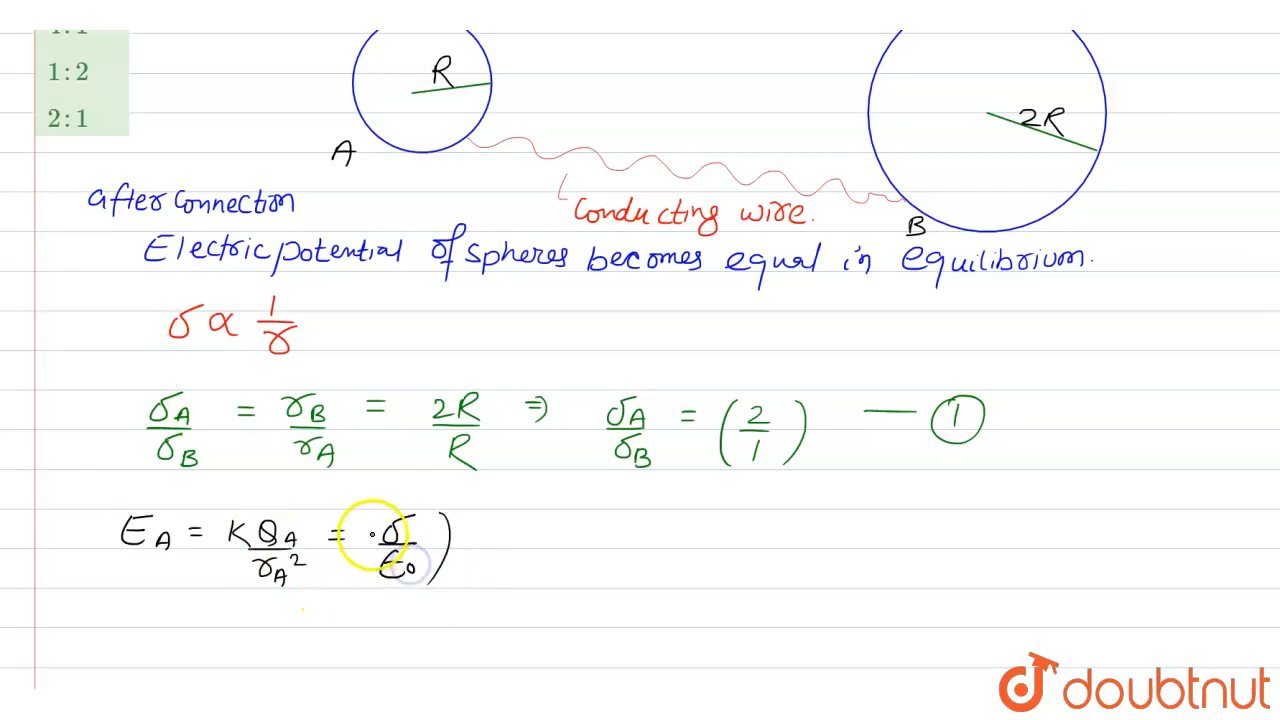 1 : 2
2 : 1
R
2R
A
B
after connection
conducting wire.
Electric potential of spheres becomes equal in equilibrium.
σ ∝ 1/r
σA/σB = rB/rA = 2R/R ⇒ σA/σB = (2/1) — ①
EA = KQA/rA² = σ/ε0)
doubtnut